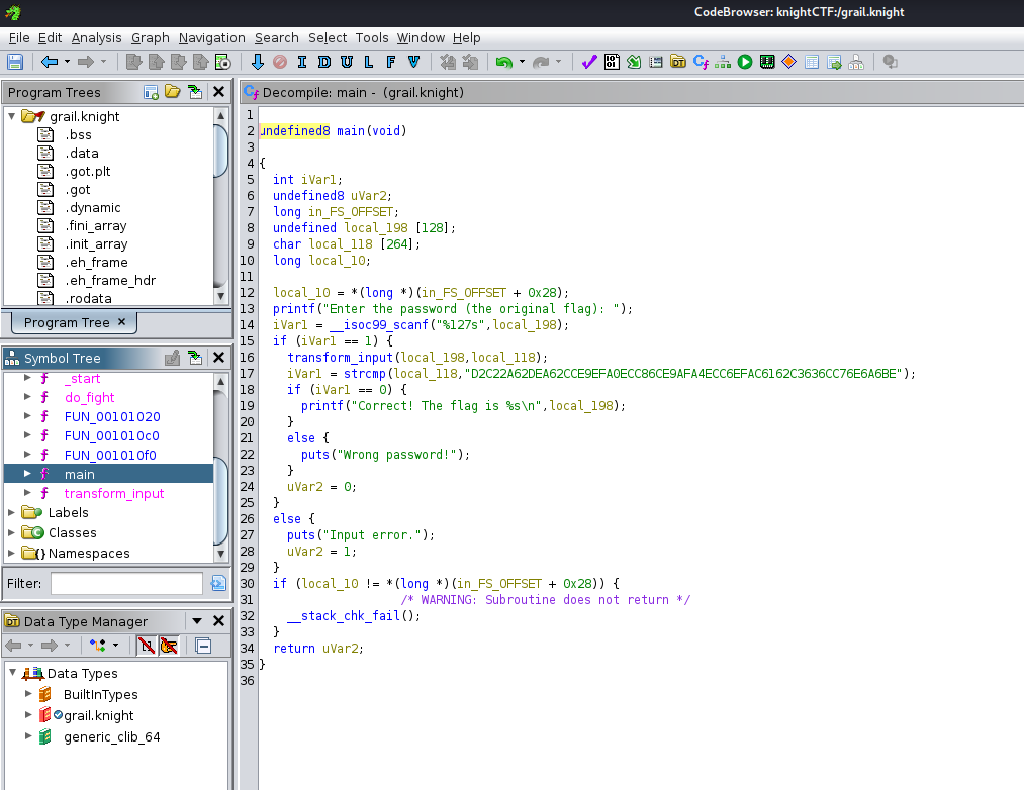 CodeBrowser: knightCTF:/grail.knight
File Edit Analysis Graph Navigation Search Select Tools Window Help
I D U L F V
Program Trees
grail.knight
.bss
.data
.got.plt
.got
.dynamic
.fini_array
.init_array
.eh_frame
.eh_frame_hdr
.rodata
Program Tree ×
Symbol Tree
_start
do_fight
FUN_00101020
FUN_001010c0
FUN_001010f0
main
transform_input
Labels
Classes
Namespaces
Filter:
Data Type Manager
Data Types
BuiltInTypes
grail.knight
generic_clib_64
Decompile: main - (grail.knight)
1
2 undefined8 main(void)
3
4 {
5 int iVar1;
6 undefined8 uVar2;
7 long in_FS_OFFSET;
8 undefined local_198 [128];
9 char local_118 [264];
10 long local_10;
11
12 local_10 = *(long *)(in_FS_OFFSET + 0x28);
13 printf("Enter the password (the original flag): ");
14 iVar1 = __isoc99_scanf("%127s",local_198);
15 if (iVar1 == 1) {
16 transform_input(local_198,local_118);
17 iVar1 = strcmp(local_118,"D2C22A62DEA62CCE9EFA0ECC86CE9AFA4ECC6EFAC6162C3636CC76E6A6BE");
18 if (iVar1 == 0) {
19 printf("Correct! The flag is %s\n",local_198);
20 }
21 else {
22 puts("Wrong password!");
23 }
24 uVar2 = 0;
25 }
26 else {
27 puts("Input error.");
28 uVar2 = 1;
29 }
30 if (local_10 != *(long *)(in_FS_OFFSET + 0x28)) {
31 /* WARNING: Subroutine does not return */
32 __stack_chk_fail();
33 }
34 return uVar2;
35 }
36